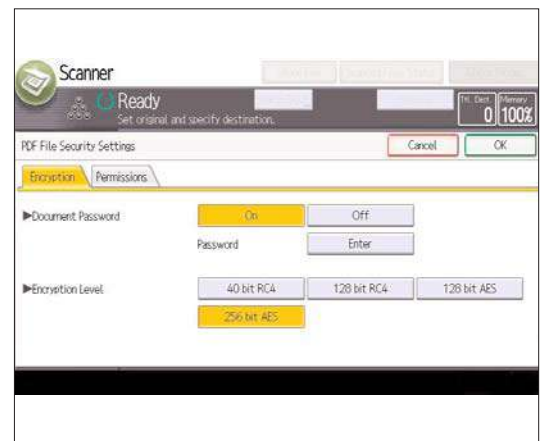 Scanner
Ready
Set original and specify destination.
Memory
0 100%
PDF File Security Settings
Cancel OK
Encryption Permissions
►Document Password On Off
Password Enter
►Encryption Level 40 bit RC4 128 bit RC4 128 bit AES
256 bit AES